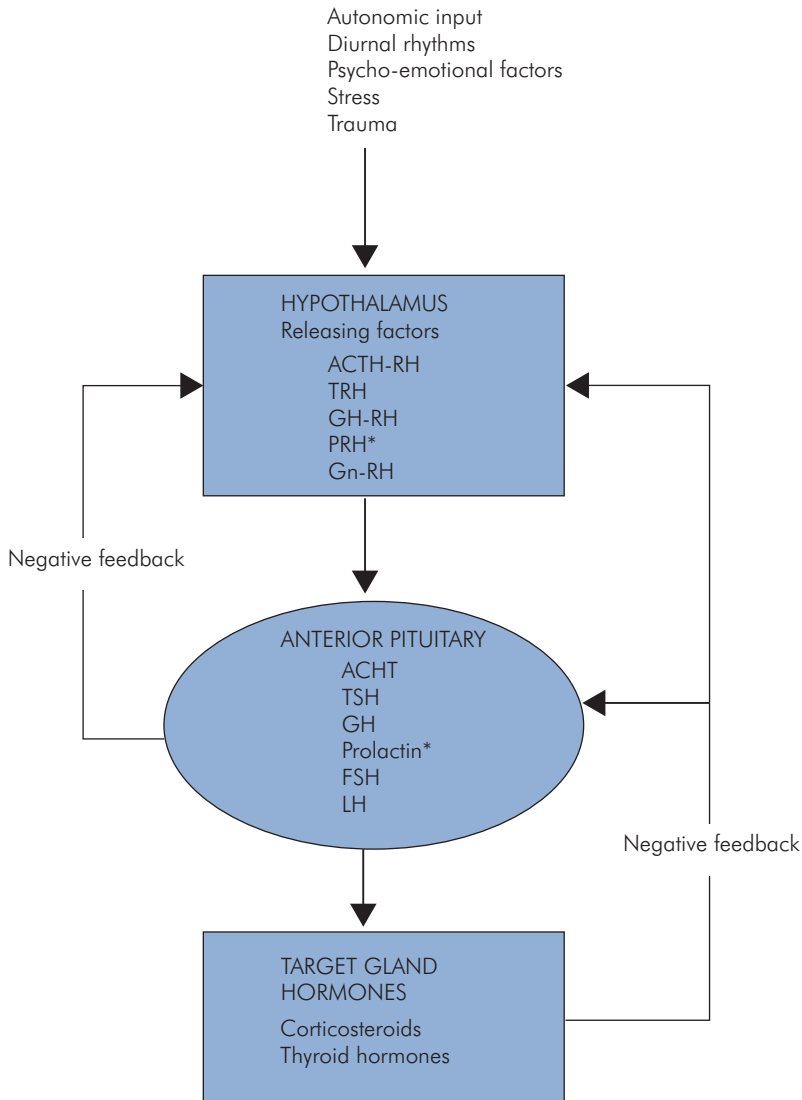 Autonomic input
Diurnal rhythms
Psycho-emotional factors
Stress
Trauma
HYPOTHALAMUS
Releasing factors
ACTH-RH
TRH
GH-RH
PRH*
Gn-RH
Negative feedback
ANTERIOR PITUITARY
ACHT
TSH
GH
Prolactin*
FSH
LH
Negative feedback
TARGET GLAND
HORMONES
Corticosteroids
Thyroid hormones